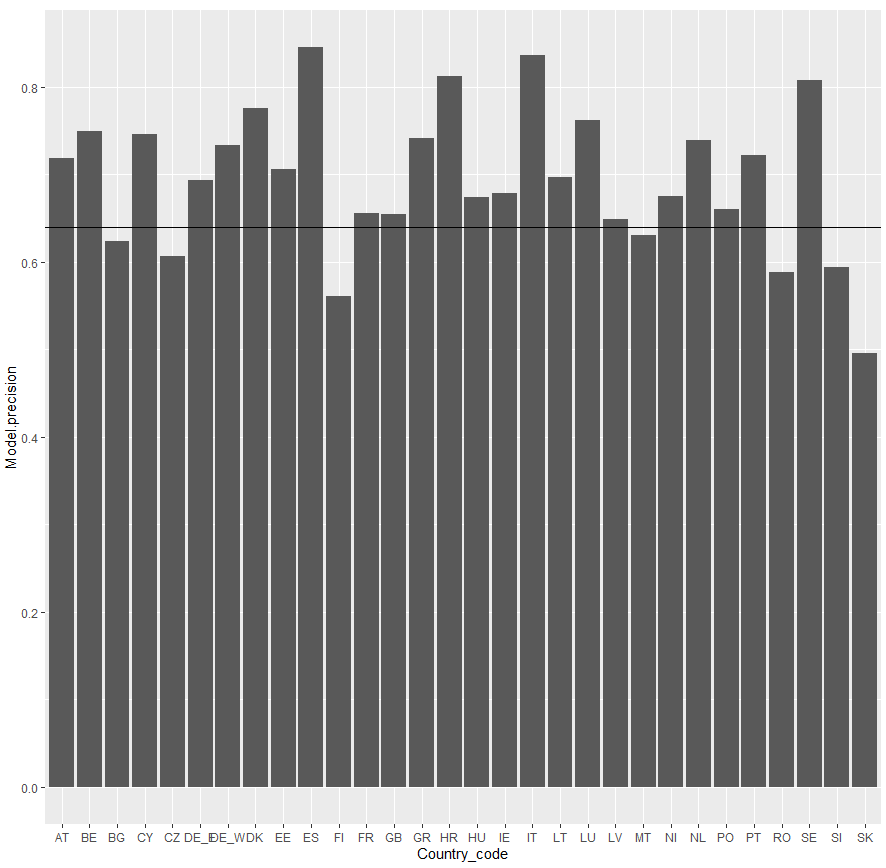 0.8
0.6
0.4
0.2
0.0
Model.precision
AT BE BG CY CZ DE_E DE_W DK EE ES FI FR GB GR HR HU IE IT LT LU LV MT NI NL PO PT RO SE SI SK
Country_code